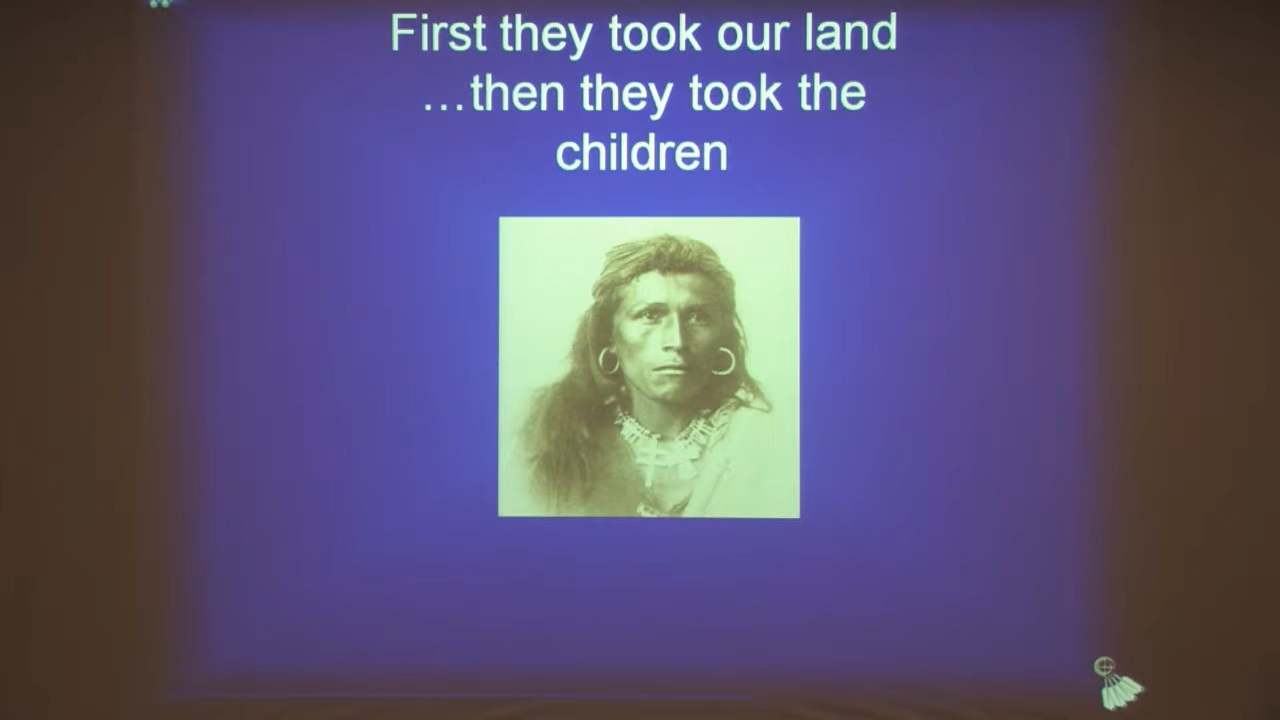 First they took our land
…then they took the
children